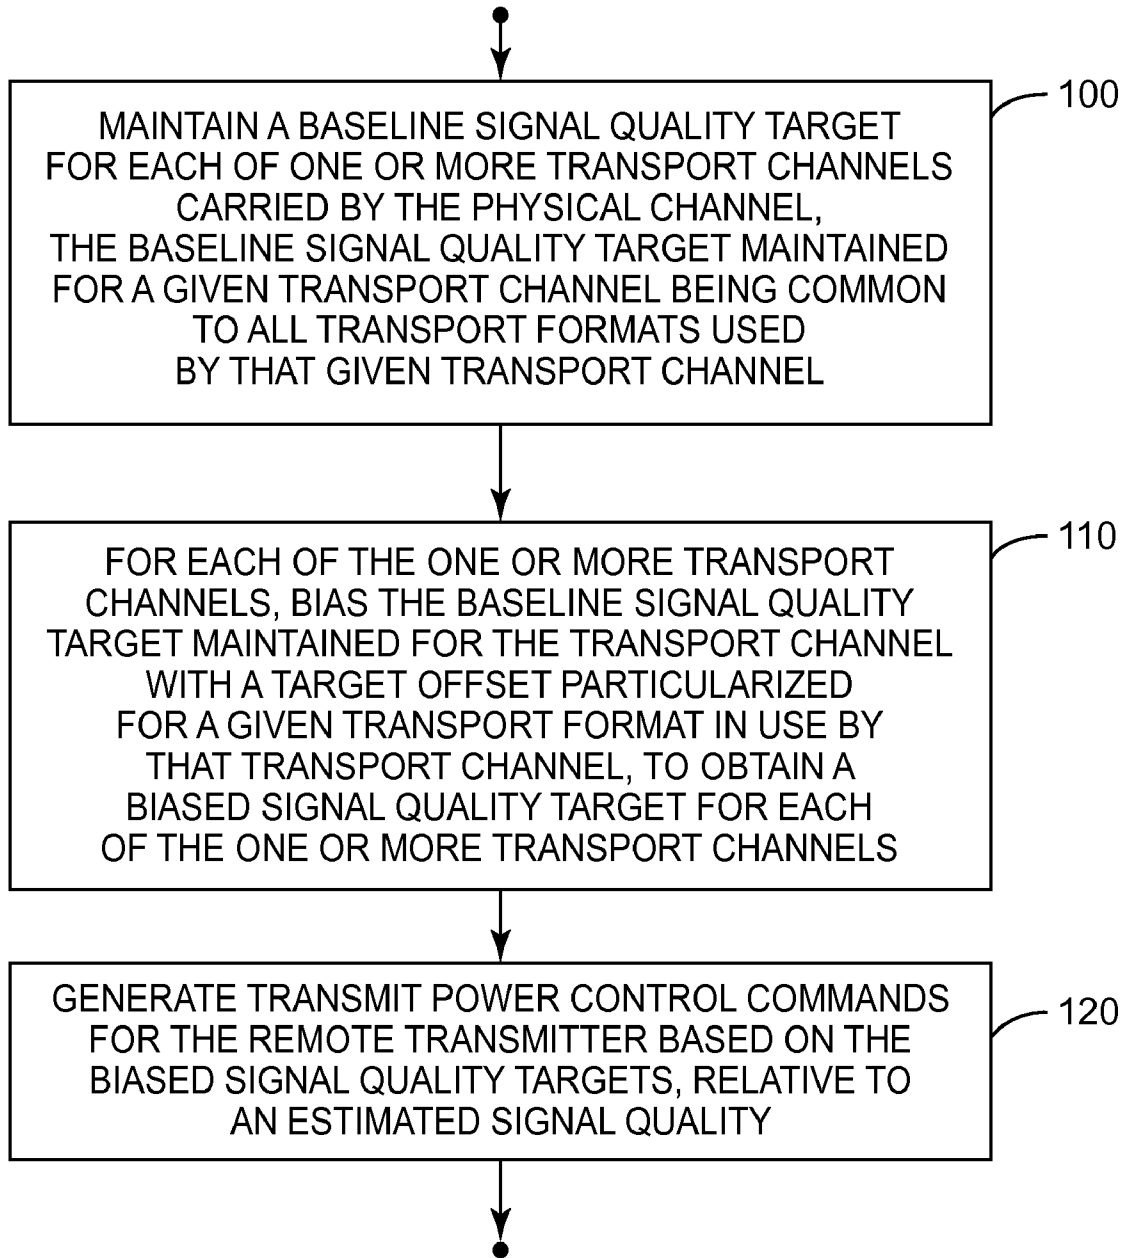 100
MAINTAIN A BASELINE SIGNAL QUALITY TARGET
FOR EACH OF ONE OR MORE TRANSPORT CHANNELS
CARRIED BY THE PHYSICAL CHANNEL,
THE BASELINE SIGNAL QUALITY TARGET MAINTAINED
FOR A GIVEN TRANSPORT CHANNEL BEING COMMON
TO ALL TRANSPORT FORMATS USED
BY THAT GIVEN TRANSPORT CHANNEL
110
FOR EACH OF THE ONE OR MORE TRANSPORT
CHANNELS, BIAS THE BASELINE SIGNAL QUALITY
TARGET MAINTAINED FOR THE TRANSPORT CHANNEL
WITH A TARGET OFFSET PARTICULARIZED
FOR A GIVEN TRANSPORT FORMAT IN USE BY
THAT TRANSPORT CHANNEL, TO OBTAIN A
BIASED SIGNAL QUALITY TARGET FOR EACH
OF THE ONE OR MORE TRANSPORT CHANNELS
120
GENERATE TRANSMIT POWER CONTROL COMMANDS
FOR THE REMOTE TRANSMITTER BASED ON THE
BIASED SIGNAL QUALITY TARGETS, RELATIVE TO
AN ESTIMATED SIGNAL QUALITY